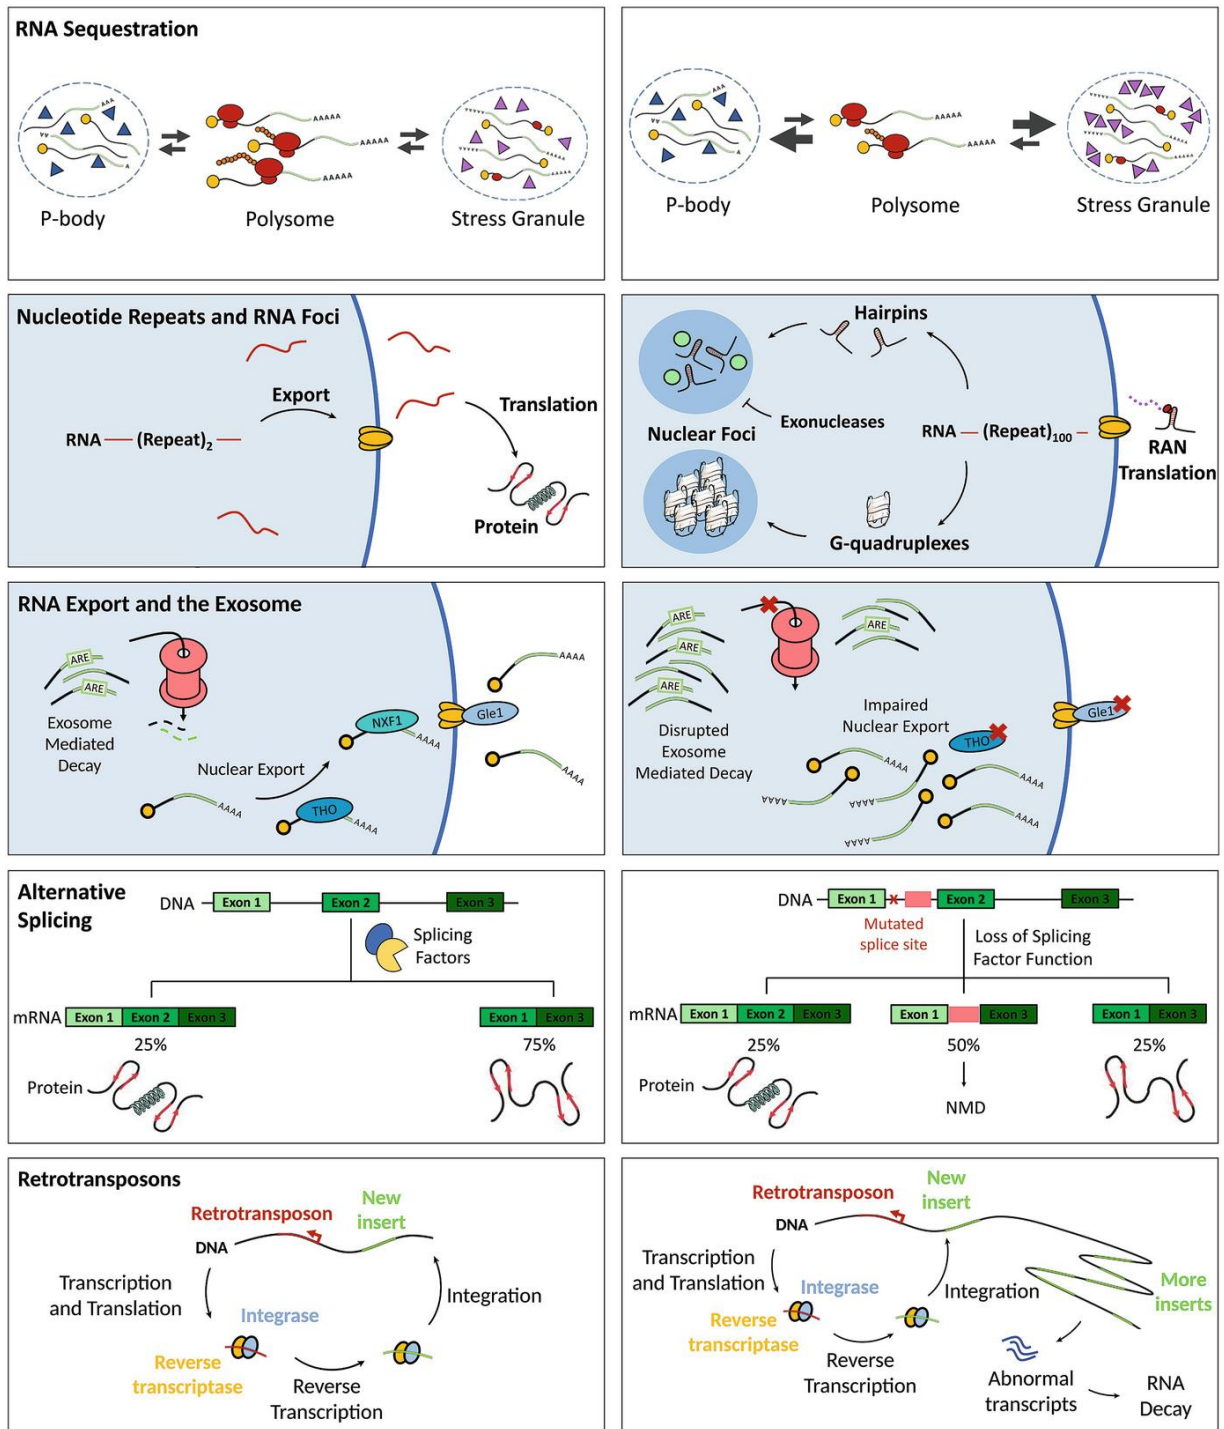 RNA Sequestration
AAA
AAAAA
AAAAA
AAAAA
P-body
Polysome
Stress Granule
AAA
AAAAA
AAAAA
P-body
Polysome
Stress Granule
Nucleotide Repeats and RNA Foci
Export
Translation
RNA — (Repeat)2 —
Protein
Hairpins
Exonucleases
Nuclear Foci
RNA — (Repeat)100 —
RAN
Translation
G-quadruplexes
RNA Export and the Exosome
ARE
ARE
Exosome
Mediated
Decay
Nuclear Export
NXF1
AAAA
Gle1
AAAA
AAAA
AAAA
THO
AAAA
ARE
ARE
ARE
ARE
Disrupted
Exosome
Mediated Decay
Impaired
Nuclear Export
THO
Gle1
AAAA
AAAA
AAAA
AAAA
AAAA
AAAA
Alternative
Splicing
DNA
Exon 1
Exon 2
Exon 3
Splicing
Factors
mRNA
Exon 1
Exon 2
Exon 3
Exon 1
Exon 3
25%
75%
Protein
DNA
Exon 1
Exon 2
Exon 3
Mutated
splice site
Loss of Splicing
Factor Function
mRNA
Exon 1
Exon 2
Exon 3
Exon 1
Exon 3
Exon 1
Exon 3
25%
50%
25%
Protein
NMD
Retrotransposons
New
insert
Retrotransposon
DNA
Transcription
and Translation
Integrase
Integration
Reverse
transcriptase
Reverse
Transcription
New
insert
Retrotransposon
DNA
Transcription
and Translation
Integrase
Integration
More
inserts
Reverse
transcriptase
Reverse
Transcription
Abnormal
transcripts
RNA
Decay